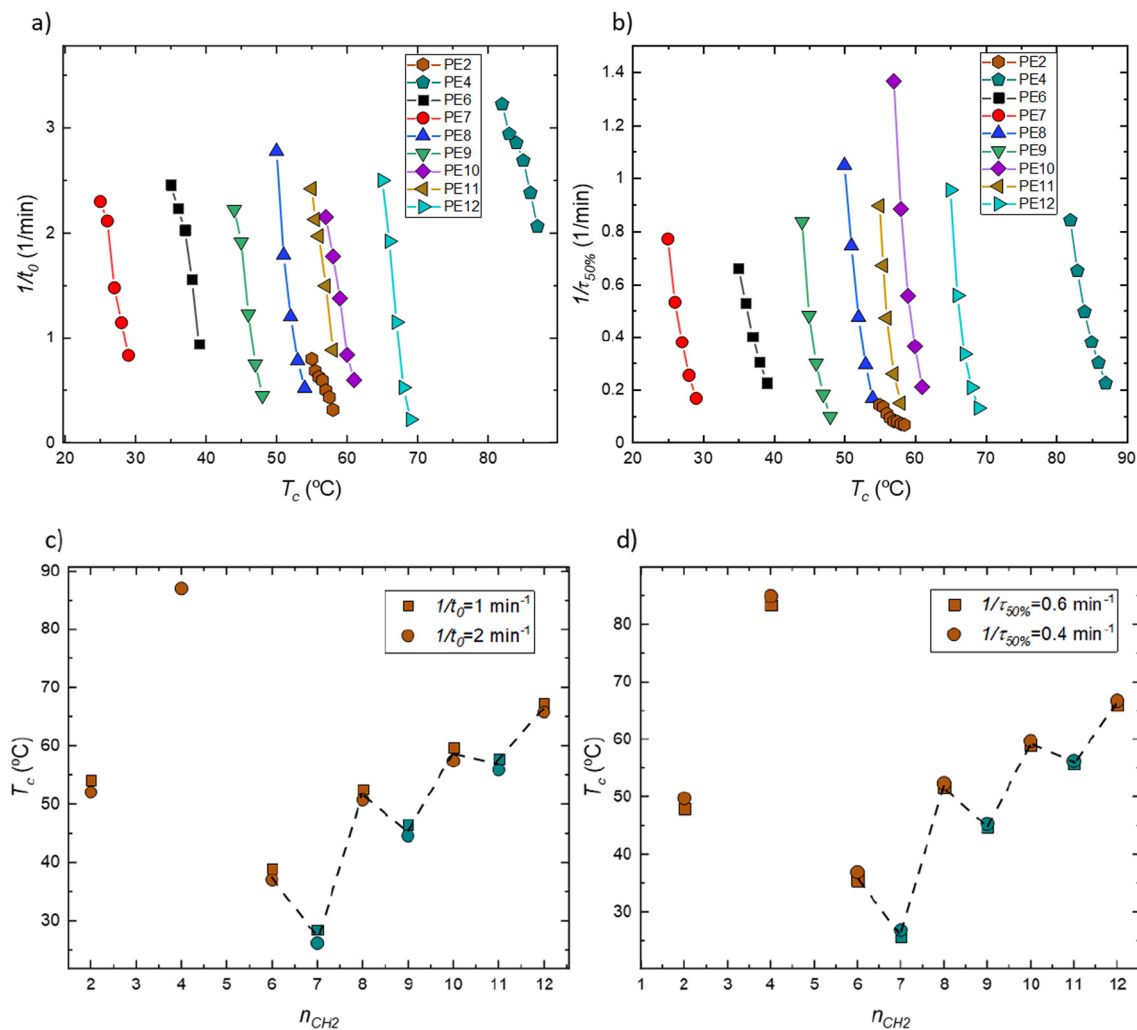 a)
1/t0 (1/min)
3
2
1
0
20 30 40 50 60 70 80
Tc (ºC)
PE2
PE4
PE6
PE7
PE8
PE9
PE10
PE11
PE12
b)
1/τ50% (1/min)
1.4
1.2
1.0
0.8
0.6
0.4
0.2
0
20 30 40 50 60 70 80 90
Tc (ºC)
PE2
PE4
PE6
PE7
PE8
PE9
PE10
PE11
PE12
c)
Tc (ºC)
90
80
70
60
50
40
30
2 3 4 5 6 7 8 9 10 11 12
nCH2
1/t0=1 min-1
1/t0=2 min-1
d)
Tc (ºC)
80
70
60
50
40
30
1 2 3 4 5 6 7 8 9 10 11 12
nCH2
1/τ50%=0.6 min-1
1/τ50%=0.4 min-1